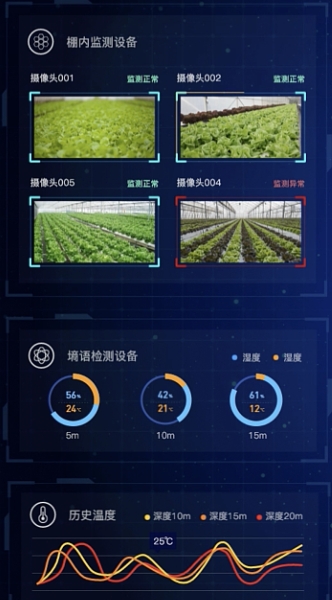 棚内监测设备
摄像头001 监测正常 摄像头002 监测正常
摄像头005 监测正常 摄像头004 监测异常
墒语检测设备 湿度 湿度
56% 42% 61%
24℃ 21℃ 12℃
5m 10m 15m
历史温度 深度10m 深度15m 深度20m
25℃